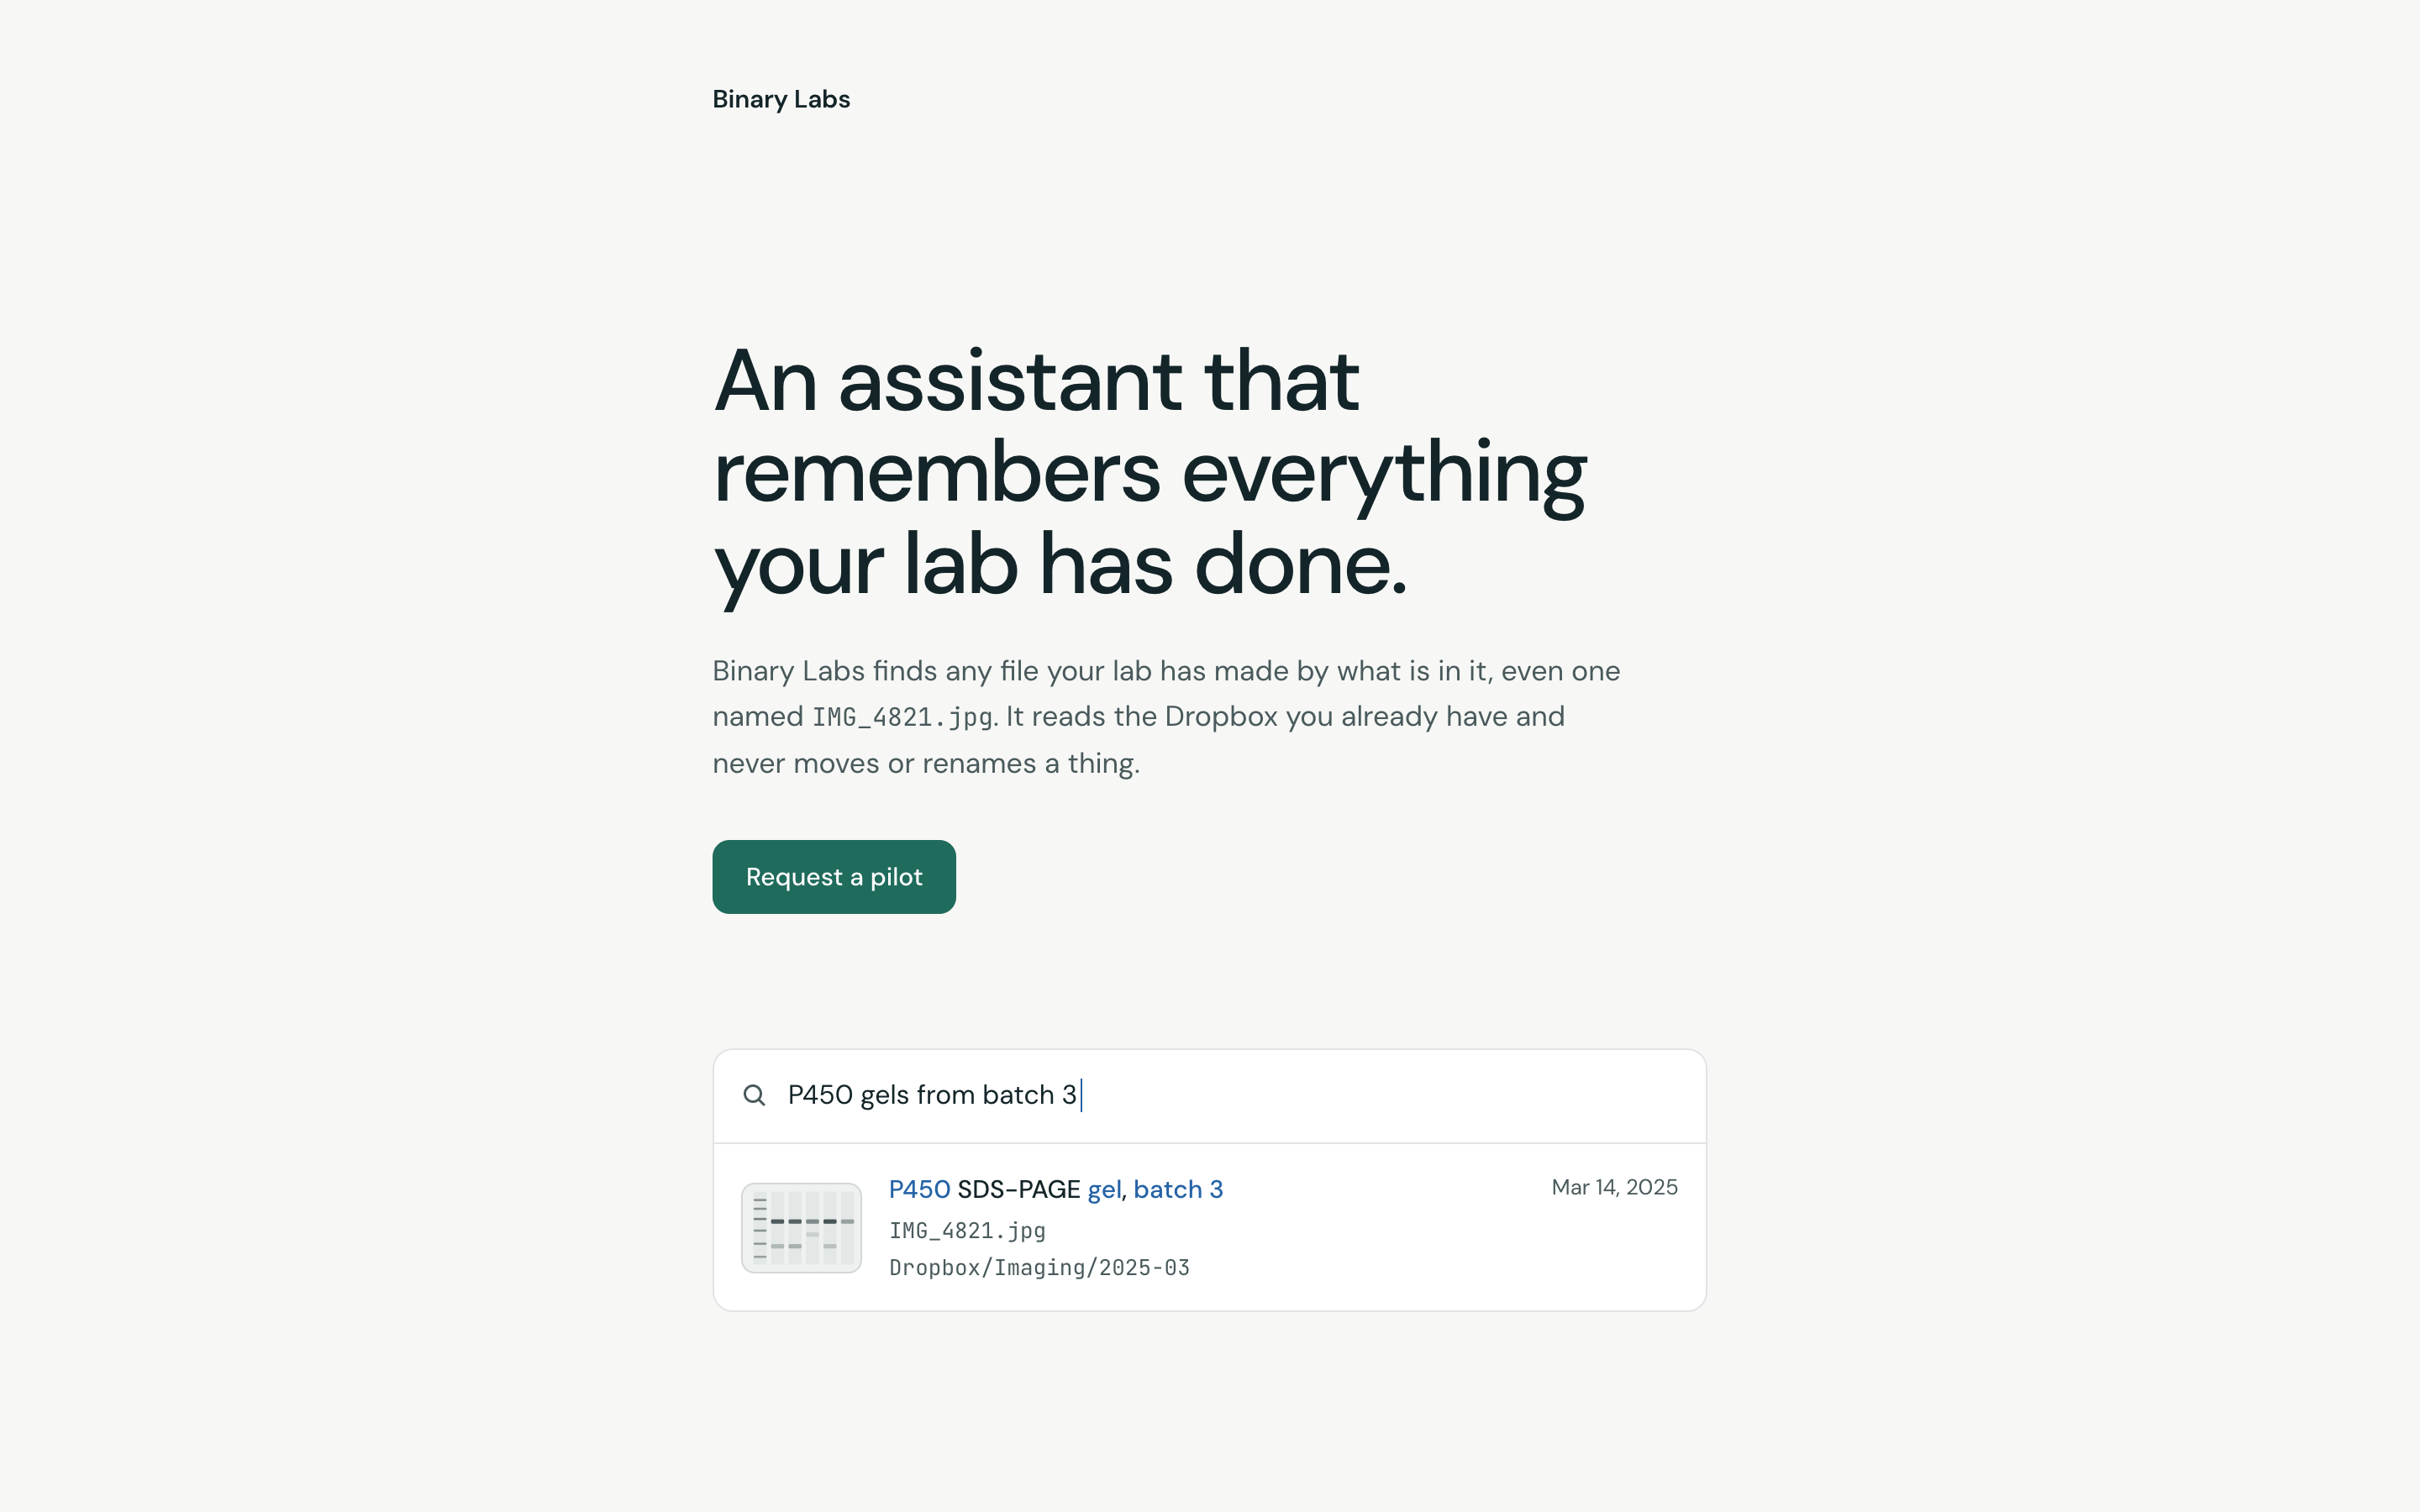 Binary Labs
An assistant that
remembers everything
your lab has done.
Binary Labs finds any file your lab has made by what is in it, even one
named IMG_4821.jpg. It reads the Dropbox you already have and
never moves or renames a thing.
Request a pilot
P450 gels from batch 3
P450 SDS-PAGE gel, batch 3
Mar 14, 2025
IMG_4821.jpg
Dropbox/Imaging/2025-03